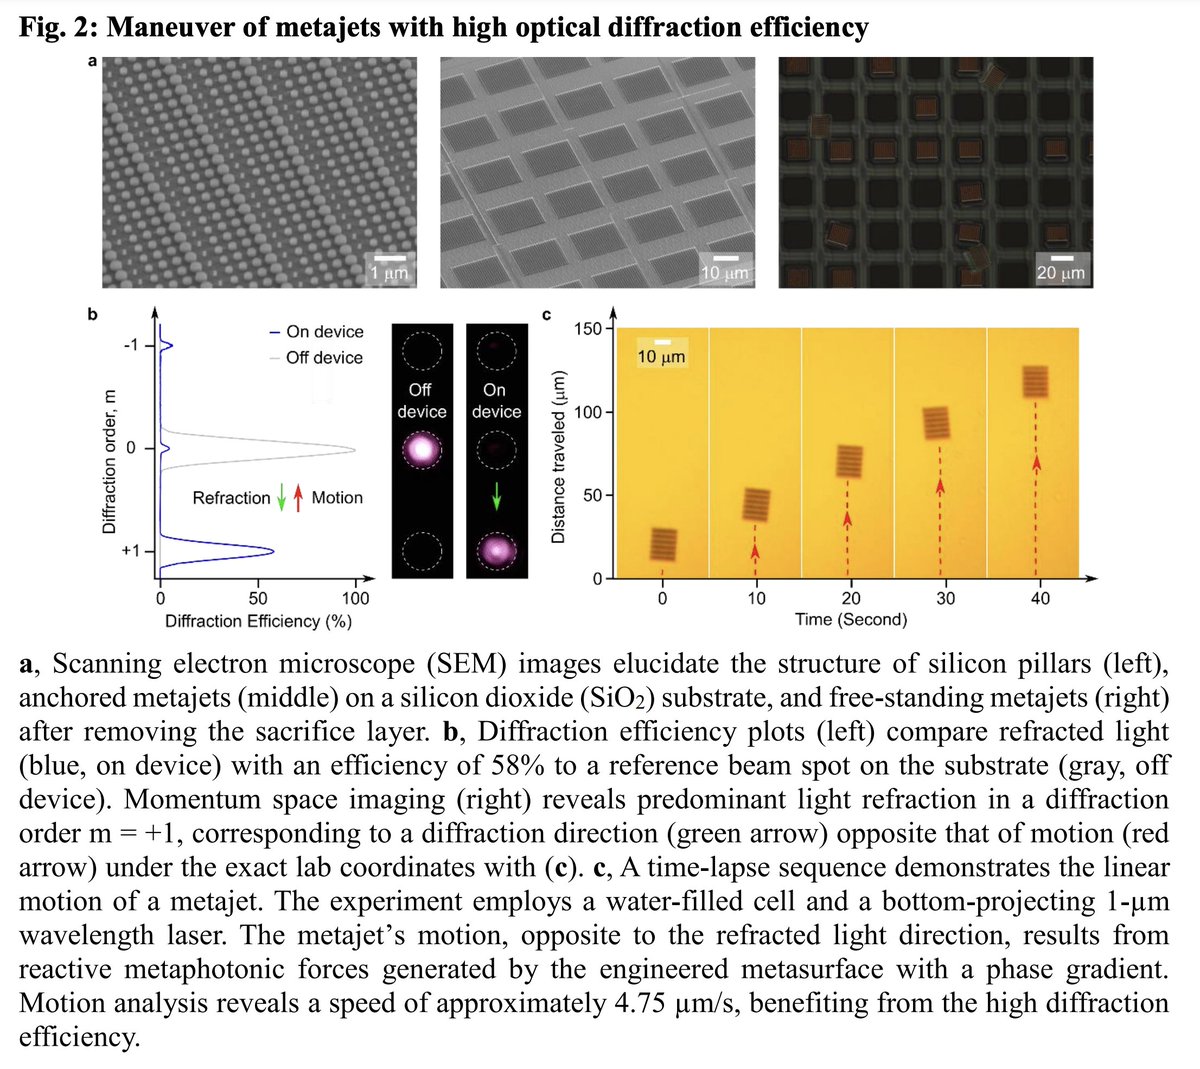 Fig. 2: Maneuver of metajets with high optical diffraction efficiency
a
1 μm
10 μm
20 μm
b
On device
Off device
-1
0
+1
Diffraction order, m
Refraction
Motion
0
50
100
Diffraction Efficiency (%)
Off
device
On
device
c
150
100
50
0
Distance traveled (μm)
10 μm
0
10
20
30
40
Time (Second)
a, Scanning electron microscope (SEM) images elucidate the structure of silicon pillars (left),
anchored metajets (middle) on a silicon dioxide (SiO2) substrate, and free-standing metajets (right)
after removing the sacrifice layer. b, Diffraction efficiency plots (left) compare refracted light
(blue, on device) with an efficiency of 58% to a reference beam spot on the substrate (gray, off
device). Momentum space imaging (right) reveals predominant light refraction in a diffraction
order m = +1, corresponding to a diffraction direction (green arrow) opposite that of motion (red
arrow) under the exact lab coordinates with (c). c, A time-lapse sequence demonstrates the linear
motion of a metajet. The experiment employs a water-filled cell and a bottom-projecting 1-μm
wavelength laser. The metajet’s motion, opposite to the refracted light direction, results from
reactive metaphotonic forces generated by the engineered metasurface with a phase gradient.
Motion analysis reveals a speed of approximately 4.75 μm/s, benefiting from the high diffraction
efficiency.